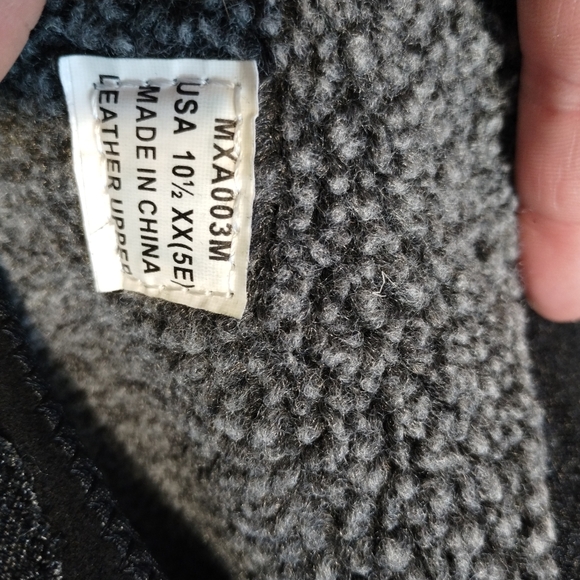 MXA003M
USA 10½ XX(5E)
MADE IN CHINA
LEATHER UPPER